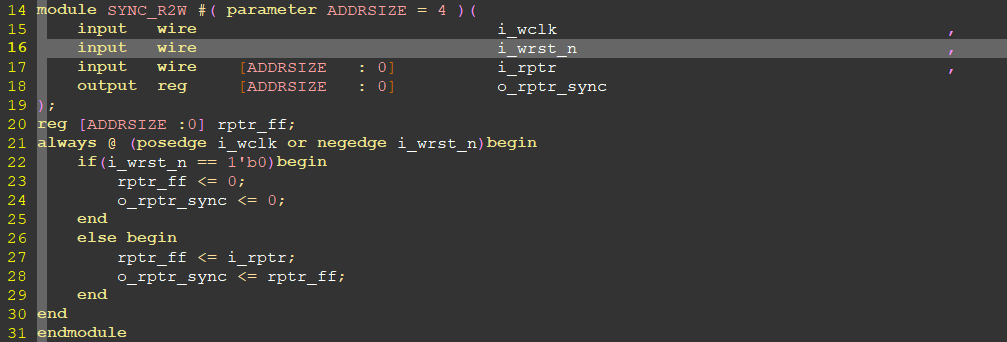 14 module SYNC_R2W #( parameter ADDRSIZE = 4 )(
15 input wire i_wclk ,
16 input wire i_wrst_n ,
17 input wire [ADDRSIZE : 0] i_rptr ,
18 output reg [ADDRSIZE : 0] o_rptr_sync
19 );
20 reg [ADDRSIZE :0] rptr_ff;
21 always @ (posedge i_wclk or negedge i_wrst_n)begin
22 if(i_wrst_n == 1'b0)begin
23 rptr_ff <= 0;
24 o_rptr_sync <= 0;
25 end
26 else begin
27 rptr_ff <= i_rptr;
28 o_rptr_sync <= rptr_ff;
29 end
30 end
31 endmodule